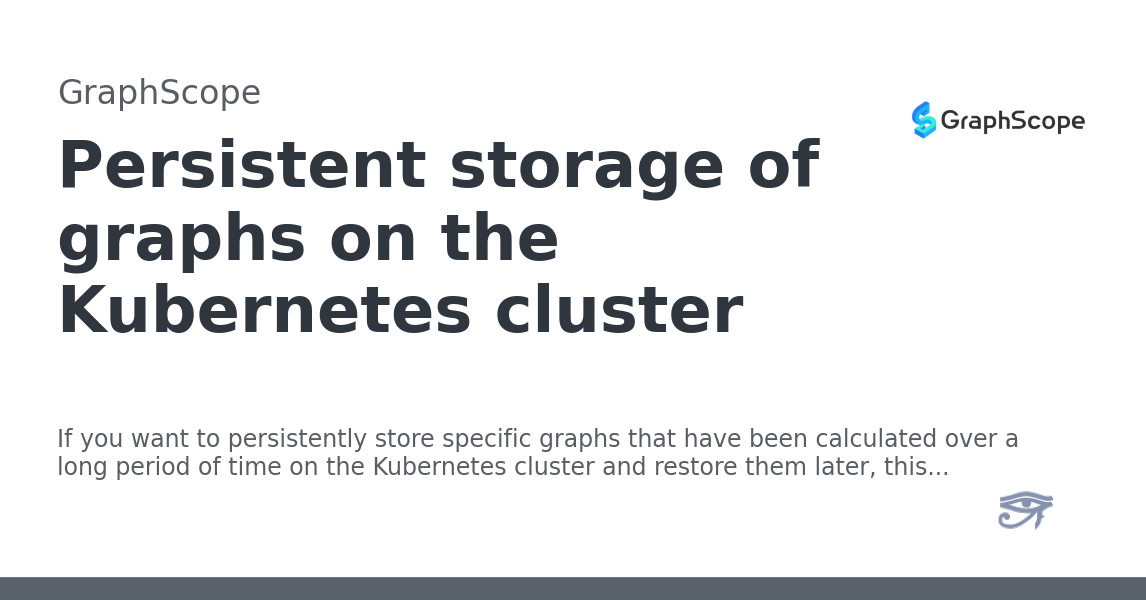 GraphScope
GraphScope
Persistent storage of
graphs on the
Kubernetes cluster
If you want to persistently store specific graphs that have been calculated over a
long period of time on the Kubernetes cluster and restore them later, this...